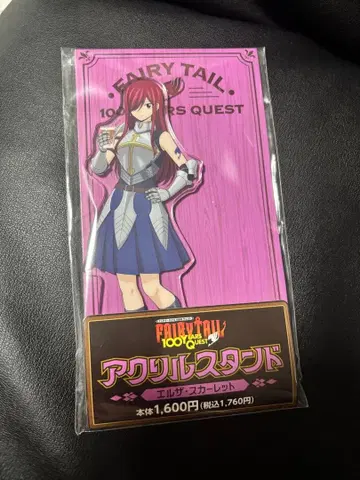 FAIRY TAIL
100 YEARS QUEST
FAIRY TAIL
100 YEARS
QUEST
アクリルスタンド
エルザ・スカーレット
本体1,600円(税込1,760円)